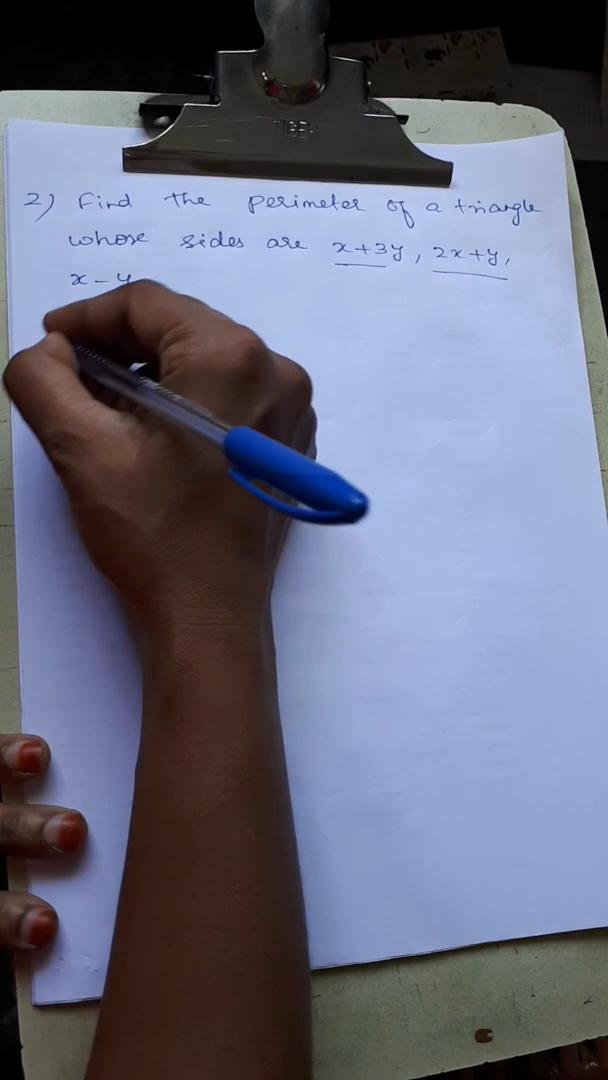 2) Find the perimeter of a triangle
whose sides are x+3y, 2x+y,
x-y